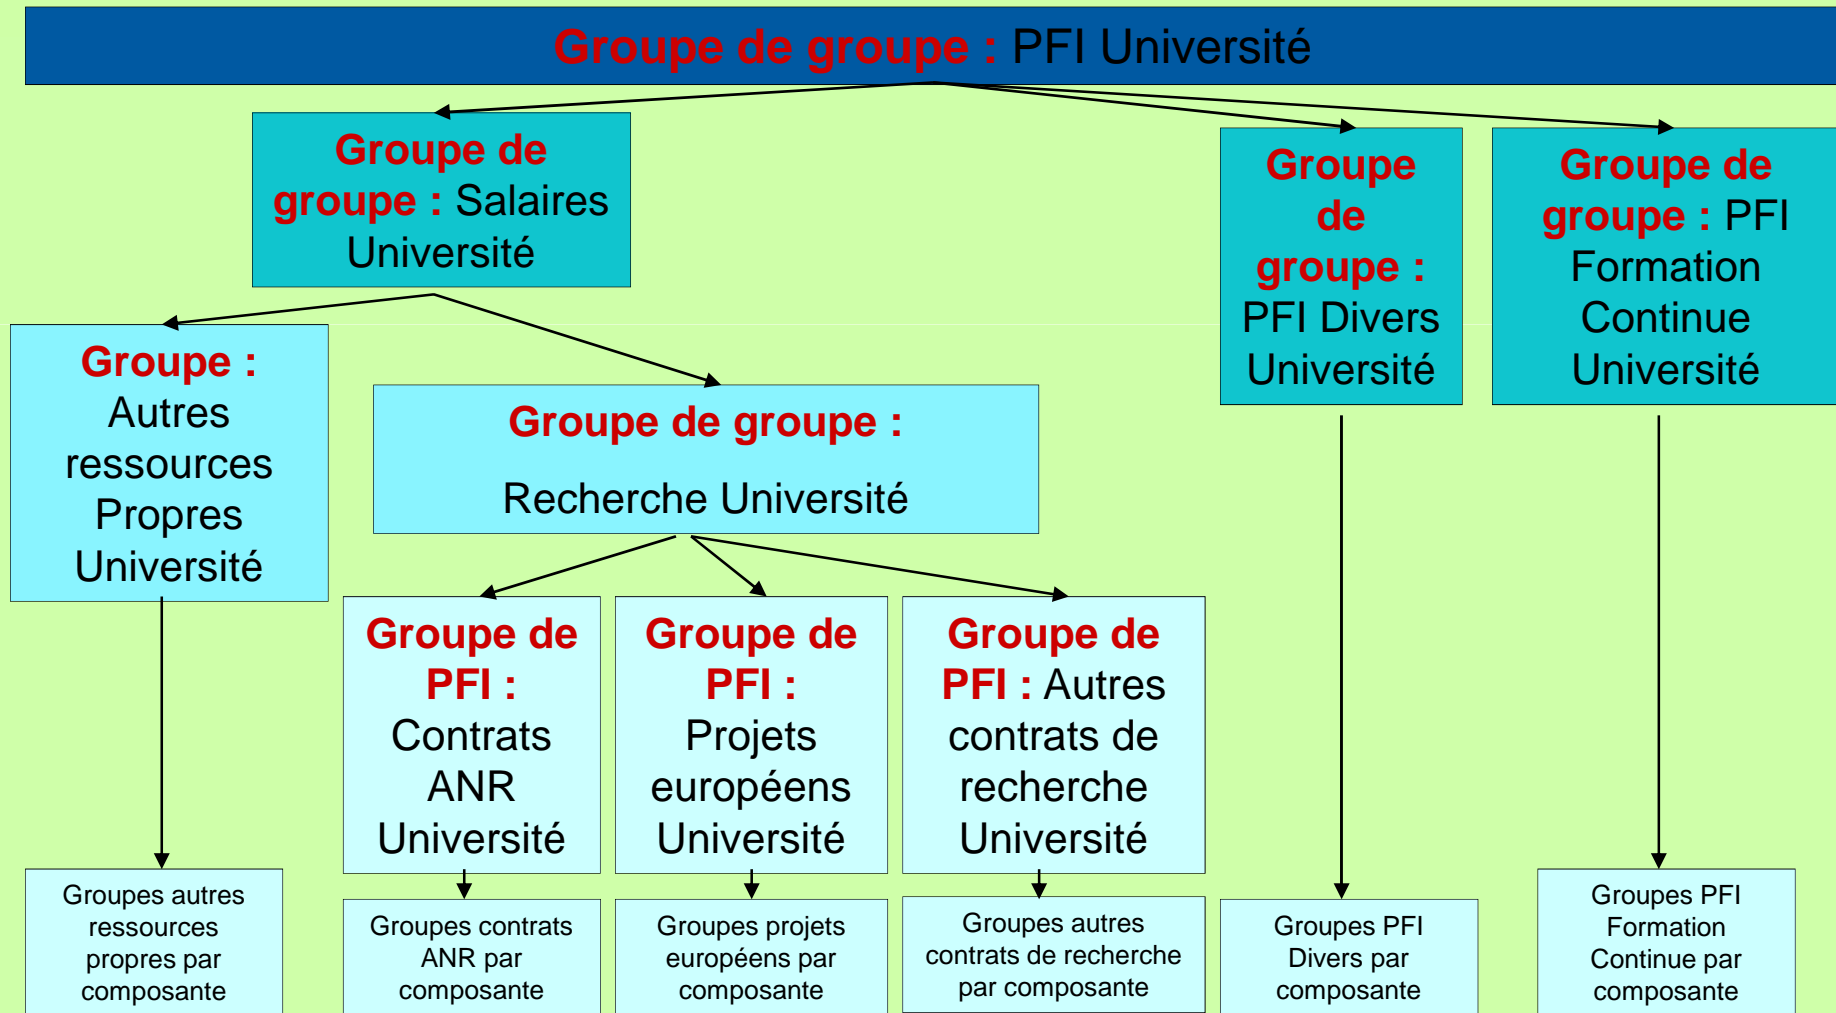 Groupe de groupe : PFI Université
Groupe de
groupe : Salaires
Université
Groupe
de
groupe :
PFI Divers
Université
Groupe de
groupe : PFI
Formation
Continue
Université
Groupe :
Autres
ressources
Propres
Université
Groupe de groupe :
Recherche Université
Groupe de
PFI :
Contrats
ANR
Université
Groupe de
PFI :
Projets
européens
Université
Groupe de
PFI : Autres
contrats de
recherche
Université
Groupes autres
ressources
propres par
composante
Groupes contrats
ANR par
composante
Groupes projets
européens par
composante
Groupes autres
contrats de recherche
par composante
Groupes PFI
Divers par
composante
Groupes PFI
Formation
Continue par
composante